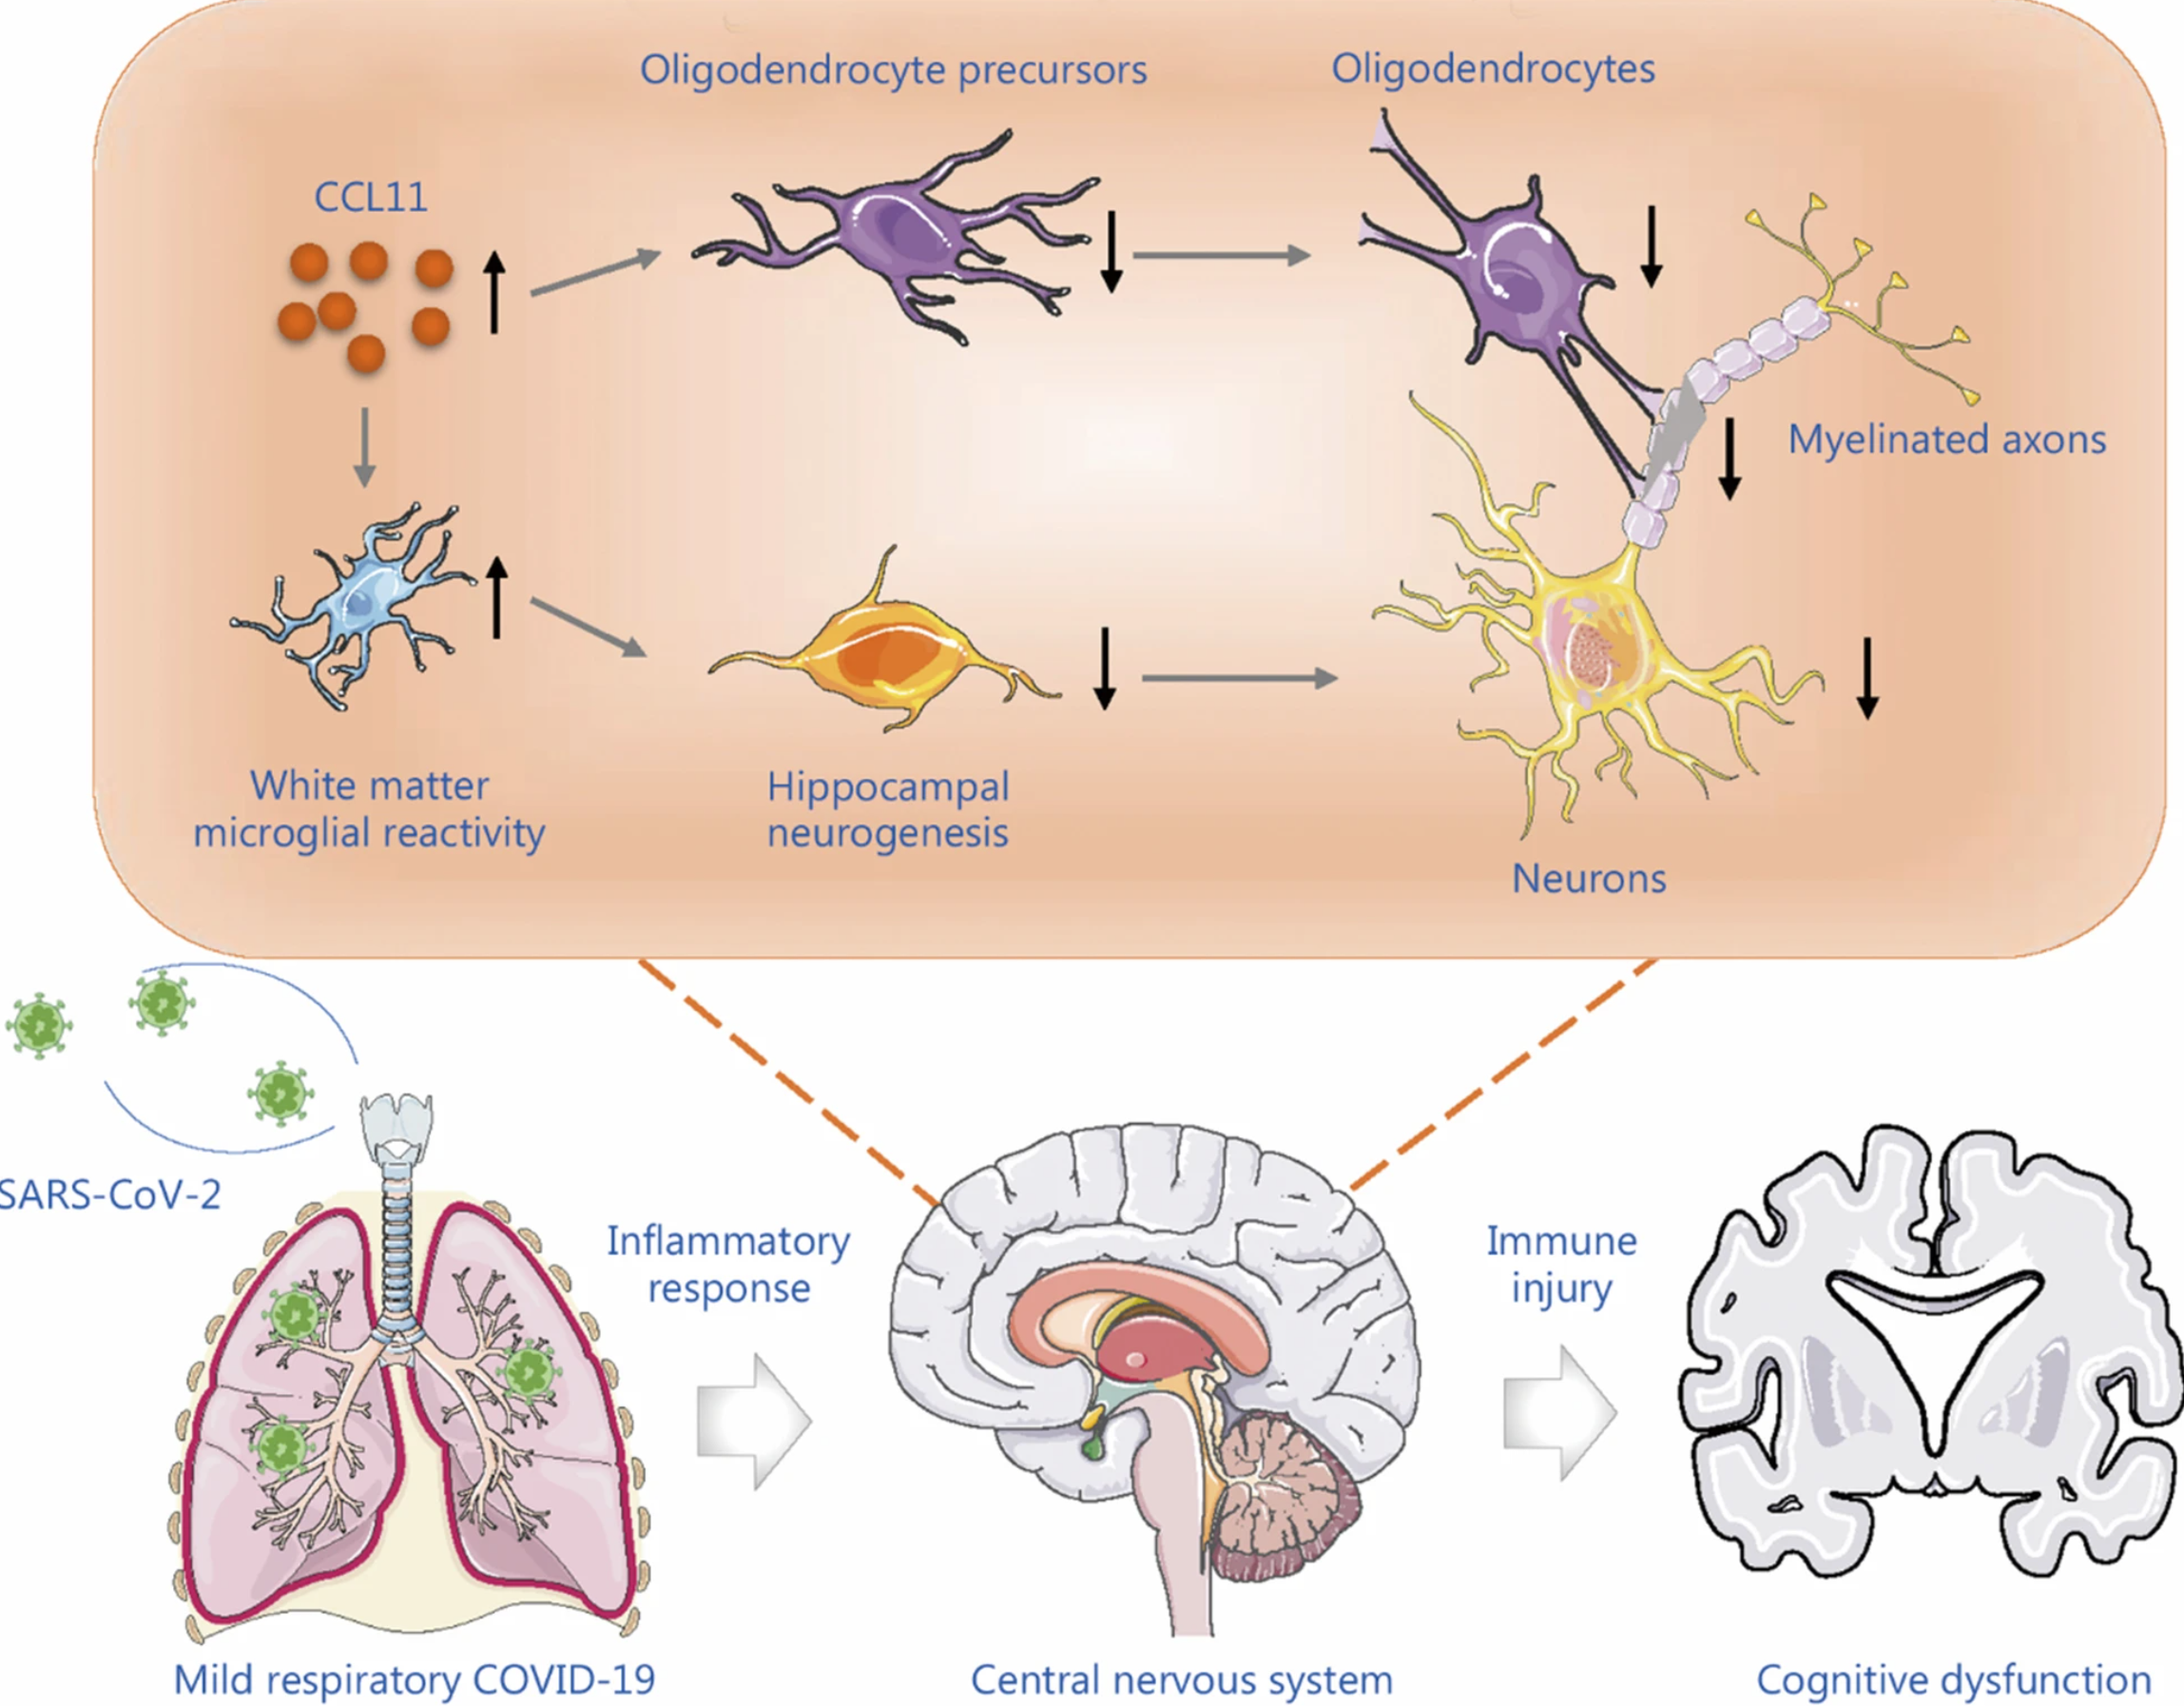 Oligodendrocyte precursors
Oligodendrocytes
CCL11
Myelinated axons
White matter
microglial reactivity
Hippocampal
neurogenesis
Neurons
SARS-CoV-2
Inflammatory
response
Immune
injury
Mild respiratory COVID-19
Central nervous system
Cognitive dysfunction